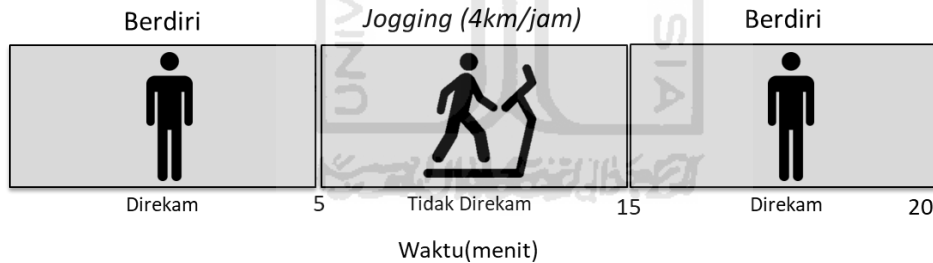 Berdiri
Jogging (4km/jam)
Berdiri
Direkam
5
Tidak Direkam
15
Direkam
20
Waktu(menit)